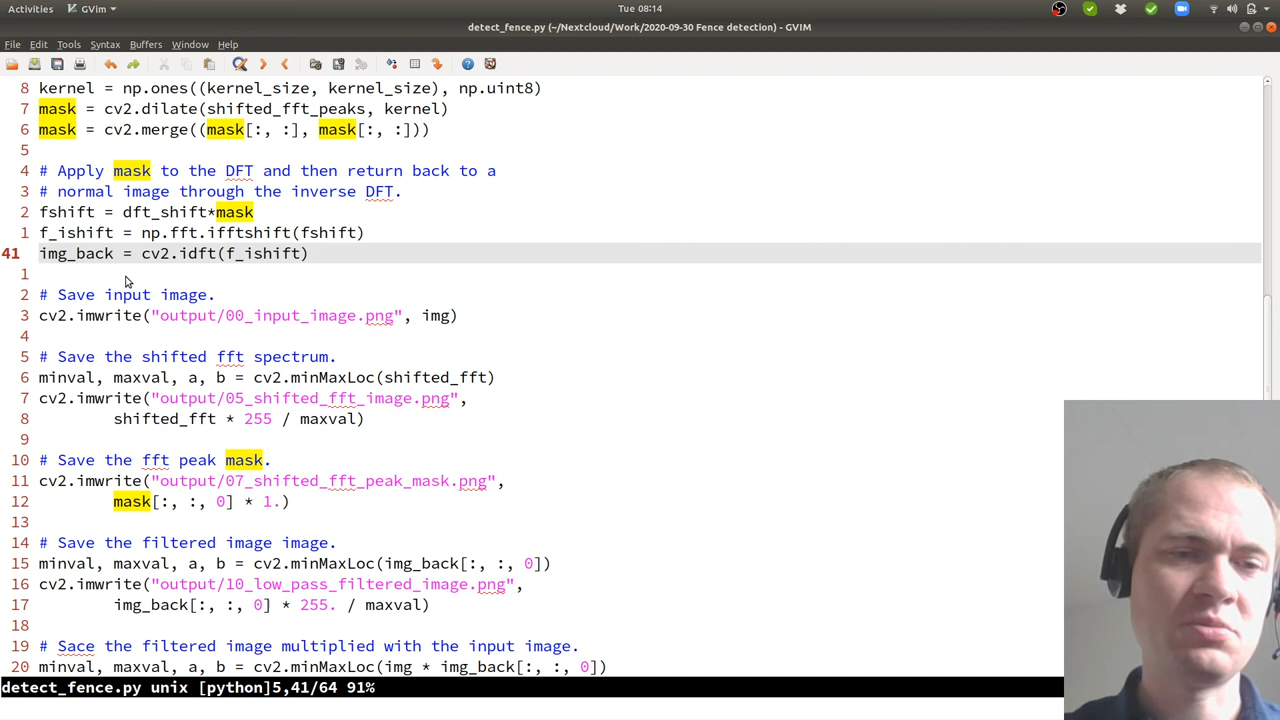 Activities GVim Tue 08:14
detect_fence.py (~/Nextcloud/Work/2020-09-30 Fence detection) - GVIM
File Edit Tools Syntax Buffers Window Help
8 kernel = np.ones((kernel_size, kernel_size), np.uint8)
7 mask = cv2.dilate(shifted_fft_peaks, kernel)
6 mask = cv2.merge((mask[:, :], mask[:, :]))
5
4 # Apply mask to the DFT and then return back to a
3 # normal image through the inverse DFT.
2 fshift = dft_shift*mask
1 f_ishift = np.fft.ifftshift(fshift)
41 img_back = cv2.idft(f_ishift)
1
2 # Save input image.
3 cv2.imwrite("output/00_input_image.png", img)
4
5 # Save the shifted fft spectrum.
6 minval, maxval, a, b = cv2.minMaxLoc(shifted_fft)
7 cv2.imwrite("output/05_shifted_fft_image.png",
8 shifted_fft * 255 / maxval)
9
10 # Save the fft peak mask.
11 cv2.imwrite("output/07_shifted_fft_peak_mask.png",
12 mask[:, :, 0] * 1.)
13
14 # Save the filtered image image.
15 minval, maxval, a, b = cv2.minMaxLoc(img_back[:, :, 0])
16 cv2.imwrite("output/10_low_pass_filtered_image.png",
17 img_back[:, :, 0] * 255. / maxval)
18
19 # Sace the filtered image multiplied with the input image.
20 minval, maxval, a, b = cv2.minMaxLoc(img * img_back[:, :, 0])
detect_fence.py unix [python]5,41/64 91%